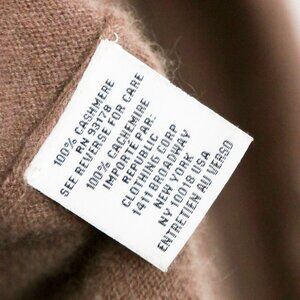 100% CASHMERE
RN 93178
SEE REVERSE FOR CARE
100% CACHEMIRE
IMPORTE PAR:
REPUBLIC
CLOTHING CORP
1411 BROADWAY
NEW YORK
NY 10018 USA
ENTRETIEN AU VERSO